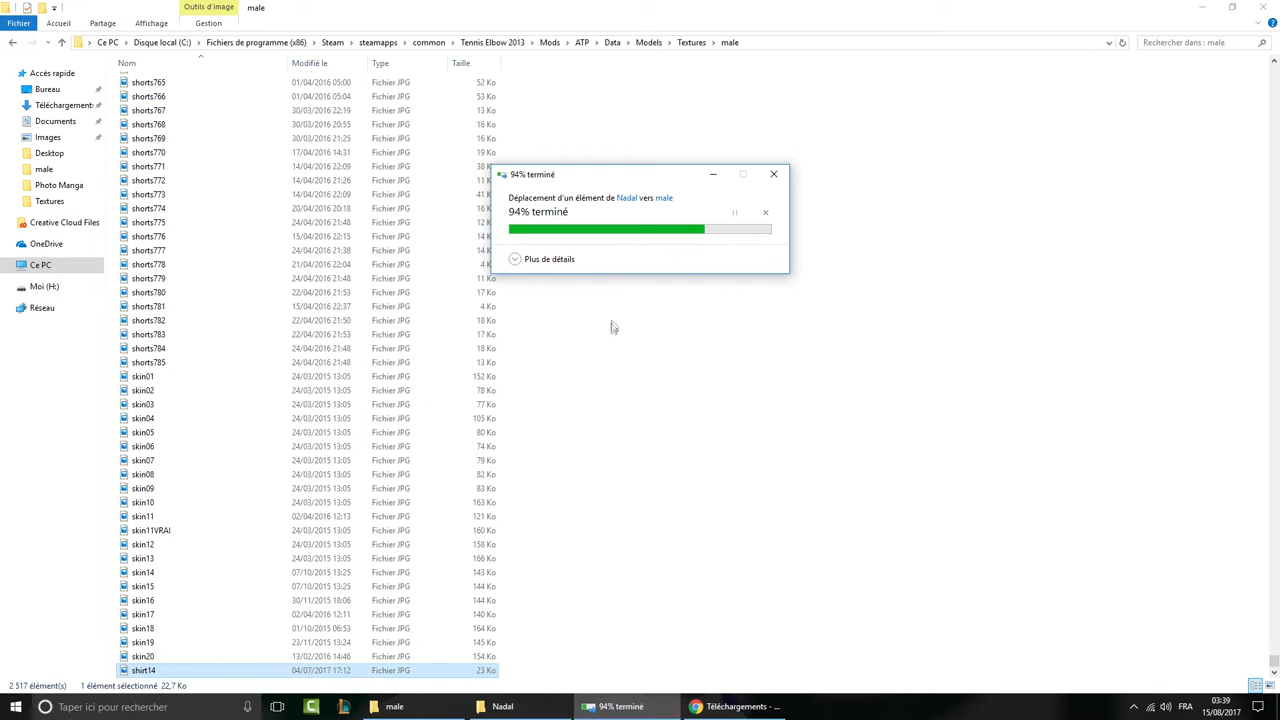 Outils d'image
male
Fichier
Accueil
Partage
Affichage
Gestion
Ce PC
Disque local (C:)
Fichiers de programme (x86)
Steam
steamapps
common
Tennis Elbow 2013
Mods
ATP
Data
Models
Textures
male
Rechercher dans : male
Accès rapide
Bureau
Téléchargement:
Documents
Images
Desktop
male
Photo Manga
Textures
Creative Cloud Files
OneDrive
Ce PC
Moi (H:)
Réseau
Nom Modifié le Type Taille
shorts765 01/04/2016 05:00 Fichier JPG 52 Ko
shorts766 01/04/2016 05:04 Fichier JPG 53 Ko
shorts767 30/03/2016 22:19 Fichier JPG 13 Ko
shorts768 30/03/2016 20:55 Fichier JPG 16 Ko
shorts769 30/03/2016 21:25 Fichier JPG 16 Ko
shorts770 17/04/2016 14:31 Fichier JPG 19 Ko
shorts771 14/04/2016 22:09 Fichier JPG 38 K
shorts772 14/04/2016 21:26 Fichier JPG 11 K
shorts773 14/04/2016 22:09 Fichier JPG 41 K
shorts774 20/04/2016 20:18 Fichier JPG 16 K
shorts775 24/04/2016 21:48 Fichier JPG 12 K
shorts776 15/04/2016 22:15 Fichier JPG 4 K
shorts777 24/04/2016 21:50 Fichier JPG 14 K
shorts778 21/04/2016 22:04 Fichier JPG 4 K
shorts779 24/04/2016 21:48 Fichier JPG 11 Ko
shorts780 22/04/2016 21:53 Fichier JPG 17 Ko
shorts781 15/04/2016 22:37 Fichier JPG 4 Ko
shorts782 22/04/2016 21:50 Fichier JPG 18 Ko
shorts783 22/04/2016 21:53 Fichier JPG 17 Ko
shorts784 24/04/2016 21:48 Fichier JPG 18 Ko
shorts785 24/04/2016 21:48 Fichier JPG 13 Ko
skin01 24/03/2015 13:05 Fichier JPG 152 Ko
skin02 24/03/2015 13:05 Fichier JPG 78 Ko
skin03 24/03/2015 13:05 Fichier JPG 77 Ko
skin04 24/03/2015 13:05 Fichier JPG 105 Ko
skin05 24/03/2015 13:05 Fichier JPG 80 Ko
skin06 24/03/2015 13:05 Fichier JPG 74 Ko
skin07 24/03/2015 13:05 Fichier JPG 79 Ko
skin08 24/03/2015 13:05 Fichier JPG 82 Ko
skin09 24/03/2015 13:05 Fichier JPG 83 Ko
skin10 24/03/2015 13:05 Fichier JPG 163 Ko
skin11 02/04/2016 12:13 Fichier JPG 116 Ko
skin11VRAI 24/03/2015 13:05 Fichier JPG 160 Ko
skin12 24/03/2015 13:05 Fichier JPG 166 Ko
skin13 24/03/2015 13:05 Fichier JPG 158 Ko
skin14 07/10/2015 13:25 Fichier JPG 143 Ko
skin15 07/10/2015 13:25 Fichier JPG 144 Ko
skin16 30/11/2015 18:06 Fichier JPG 144 Ko
skin17 02/04/2016 12:11 Fichier JPG 140 Ko
skin18 01/10/2015 06:53 Fichier JPG 164 Ko
skin19 23/11/2015 13:24 Fichier JPG 145 Ko
skin20 13/02/2016 14:46 Fichier JPG 154 Ko
shirt14 04/07/2017 17:12 Fichier JPG 23 Ko
94% terminé
Déplacement d'un élément de Nadal vers male
94% terminé
Plus de détails
2 517 élément(s) 1 élément sélectionné 22,7 Ko
Taper ici pour rechercher
male
Nadal
94% terminé
Téléchargements - ...
03:39
15/08/2017